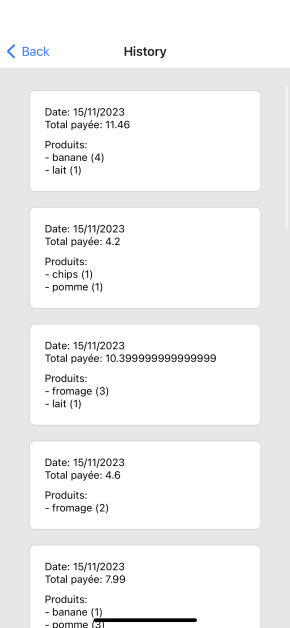 Back
History
Date: 15/11/2023
Total payée: 11.46
Produits:
- banane (4)
- lait (1)
Date: 15/11/2023
Total payée: 4.2
Produits:
- chips (1)
- pomme (1)
Date: 15/11/2023
Total payée: 10.399999999999999
Produits:
- fromage (3)
- lait (1)
Date: 15/11/2023
Total payée: 4.6
Produits:
- fromage (2)
Date: 15/11/2023
Total payée: 7.99
Produits:
- banane (1)
- pomme (3)